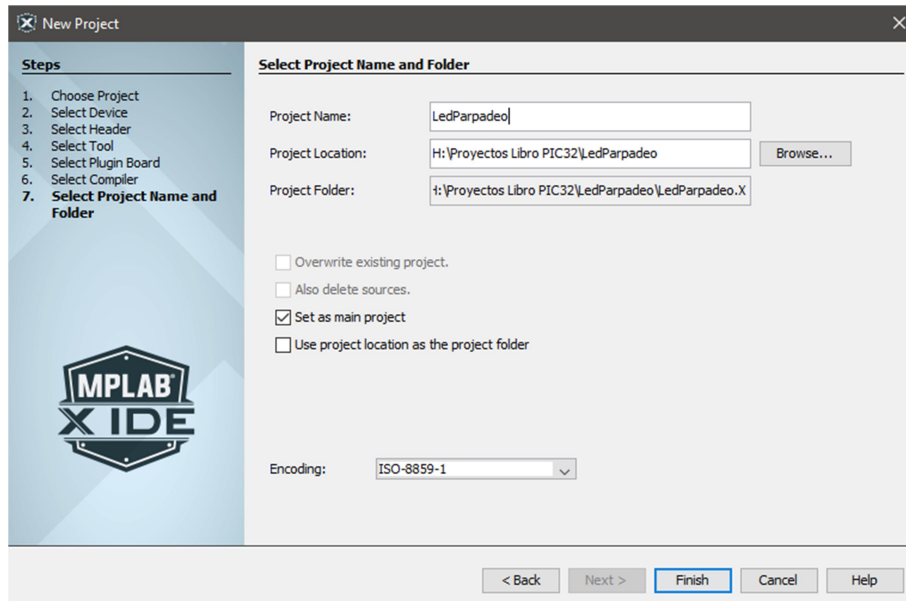 New Project
Steps
1. Choose Project
2. Select Device
3. Select Header
4. Select Tool
5. Select Plugin Board
6. Select Compiler
7. Select Project Name and
Folder
MPLAB®
X IDE
Select Project Name and Folder
Project Name: LedParpadeo
Project Location: H:\Proyectos Libro PIC32\LedParpadeo Browse...
Project Folder: :\Proyectos Libro PIC32\LedParpadeo\LedParpadeo.X
Overwrite existing project.
Also delete sources.
Set as main project
Use project location as the project folder
Encoding: ISO-8859-1
< Back Next > Finish Cancel Help